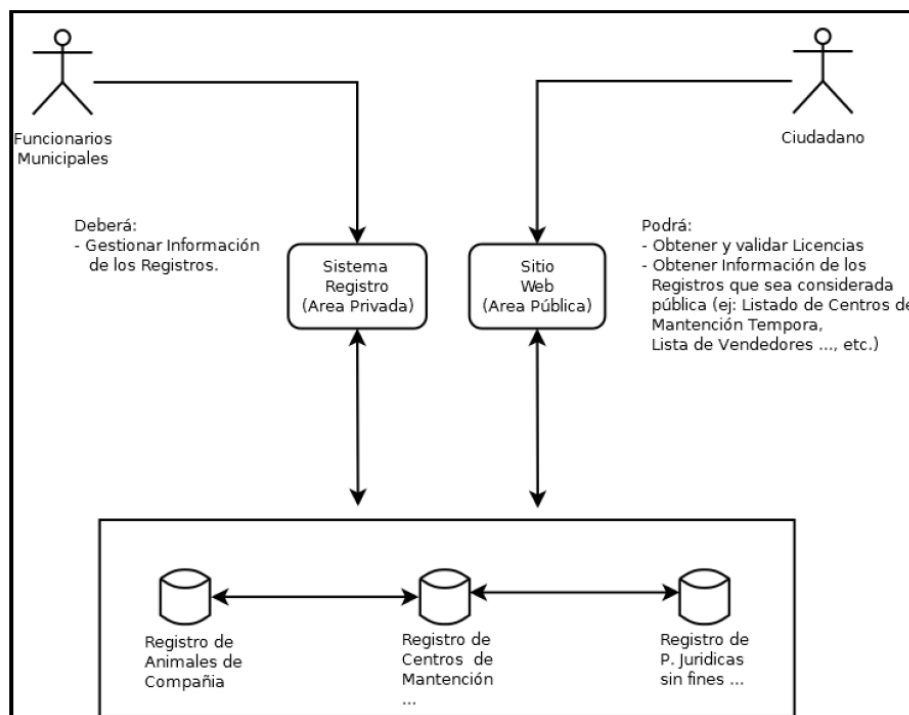 Funcionarios
Municipales
Ciudadano
Deberá:
- Gestionar Información
de los Registros.
Sistema
Registro
(Area Privada)
Sitio
Web
(Area Pública)
Podrá:
- Obtener y validar Licencias
- Obtener Información de los
Registros que sea considerada
pública (ej: Listado de Centros de
Mantención Tempora,
Lista de Vendedores ..., etc.)
Registro de
Animales de
Compañia
Registro de
Centros de
Mantención
...
Registro de
P. Juridicas
sin fines ...